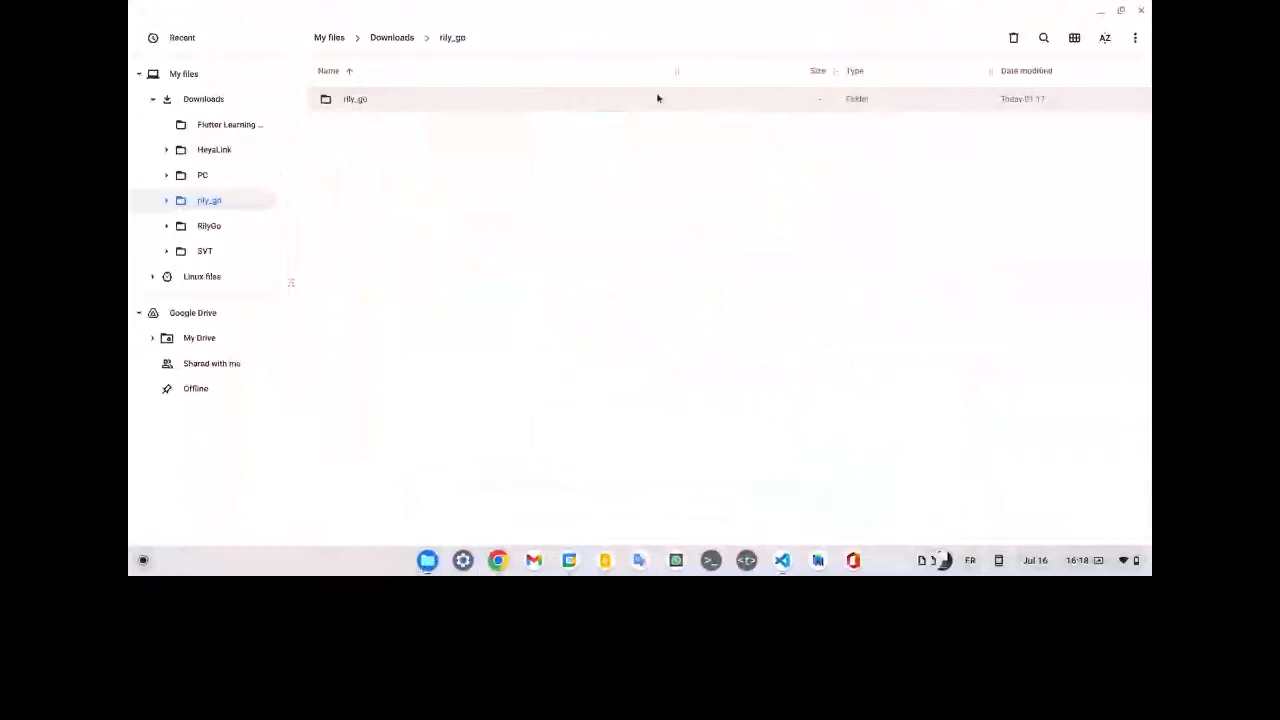 Recent
My files > Downloads > rily_go
AZ
My files
Name
Size
Type
Date modified
Downloads
rily_go
-
Folder
Today 01:17
Flutter Learning ...
HeyaLink
PC
rily_go
RilyGo
SVT
Linux files
Google Drive
My Drive
Shared with me
Offline
FR
Jul 16
16:18